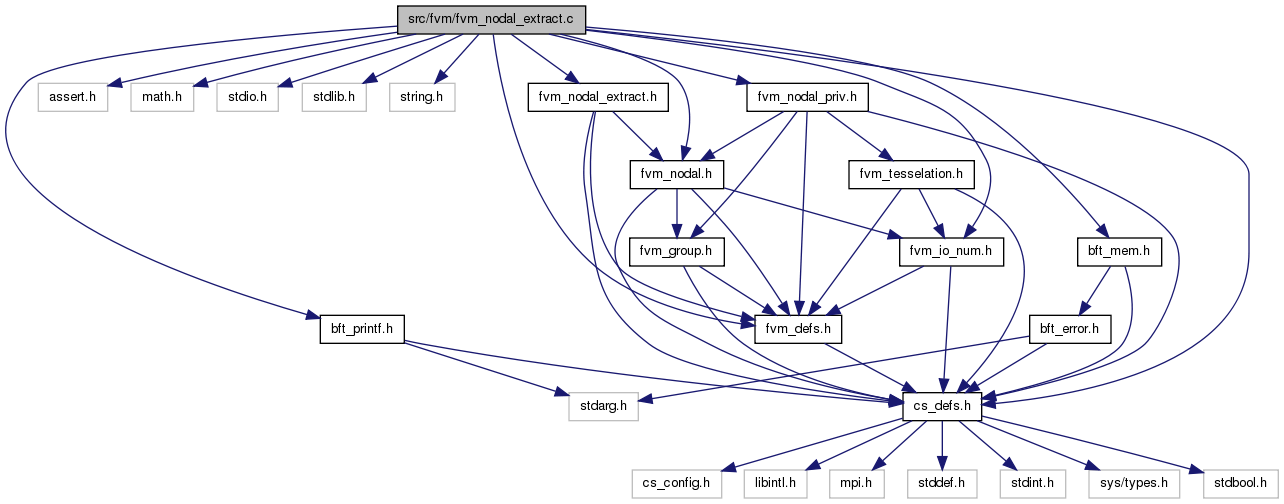 src/fvm/fvm_nodal_extract.c
assert.h
math.h
stdio.h
stdlib.h
string.h
fvm_nodal_extract.h
fvm_nodal_priv.h
fvm_nodal.h
fvm_tesselation.h
fvm_group.h
fvm_io_num.h
bft_mem.h
bft_printf.h
fvm_defs.h
bft_error.h
stdarg.h
cs_defs.h
cs_config.h
libintl.h
mpi.h
stddef.h
stdint.h
sys/types.h
stdbool.h